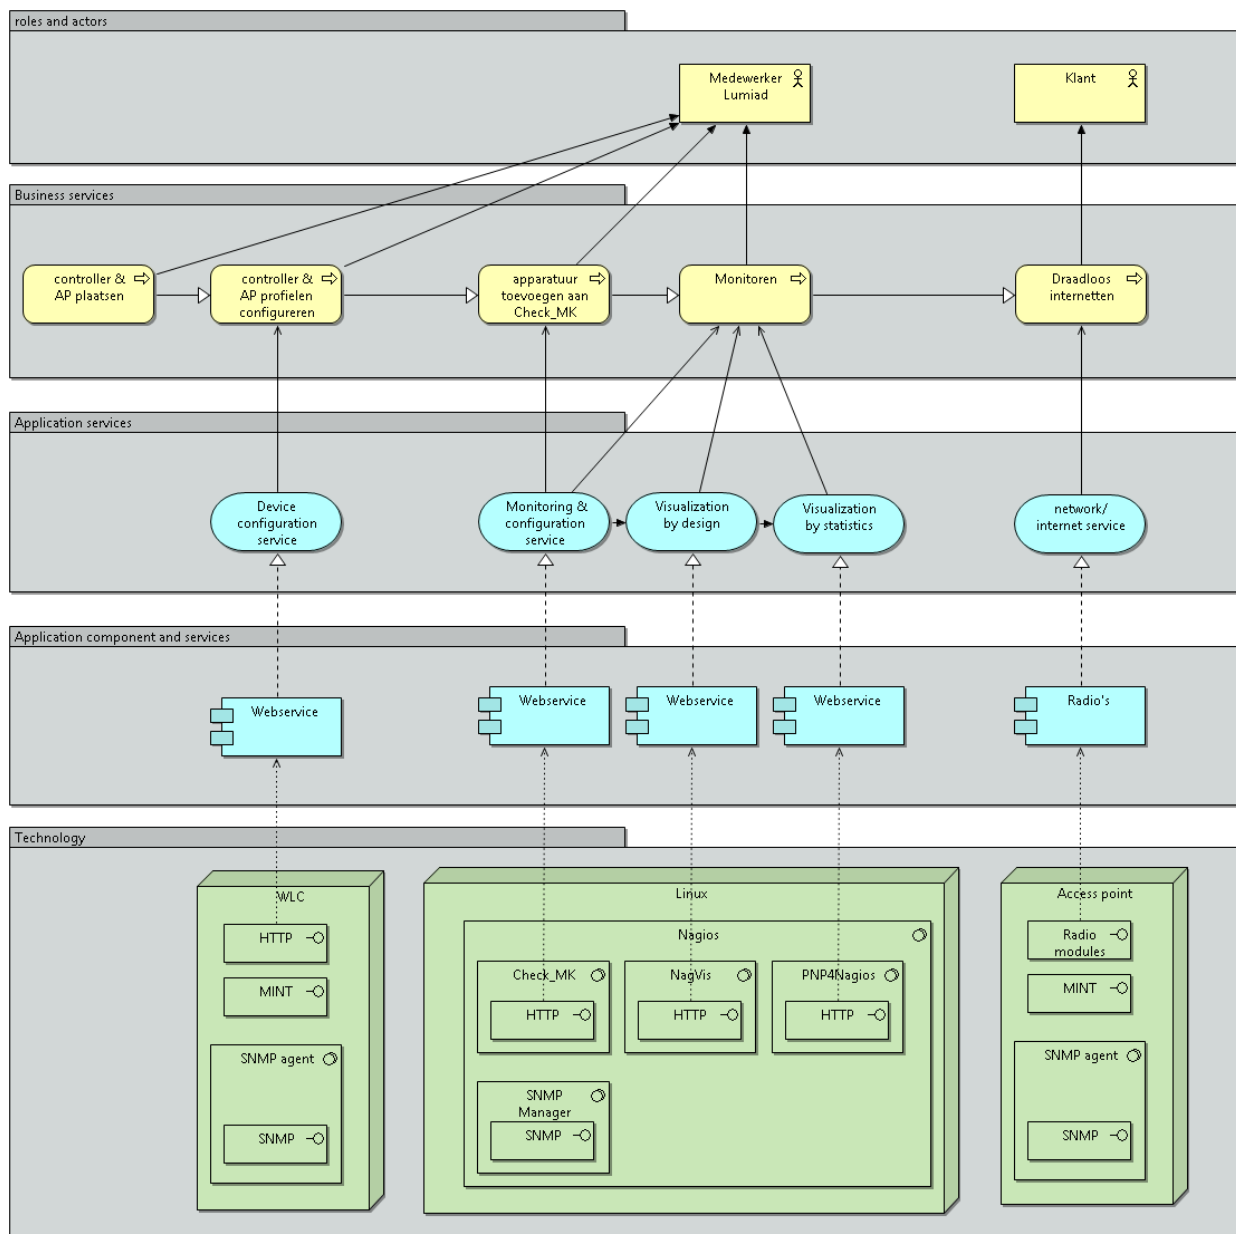 roles and actors
Medewerker
Lumiad
Klant
Business services
controller &
AP plaatsen
controller &
AP profielen
configureren
apparatuur
toevoegen aan
Check_MK
Monitoren
Draadloos
internetten
Application services
Device
configuration
service
Monitoring &
configuration
service
Visualization
by design
Visualization
by statistics
network/
internet service
Application component and services
Webservice
Webservice
Webservice
Webservice
Radio's
Technology
WLC
HTTP
MINT
SNMP agent
SNMP
Linux
Nagios
Check_MK
HTTP
NagVis
HTTP
PNP4Nagios
HTTP
SNMP
Manager
SNMP
Access point
Radio
modules
MINT
SNMP agent
SNMP